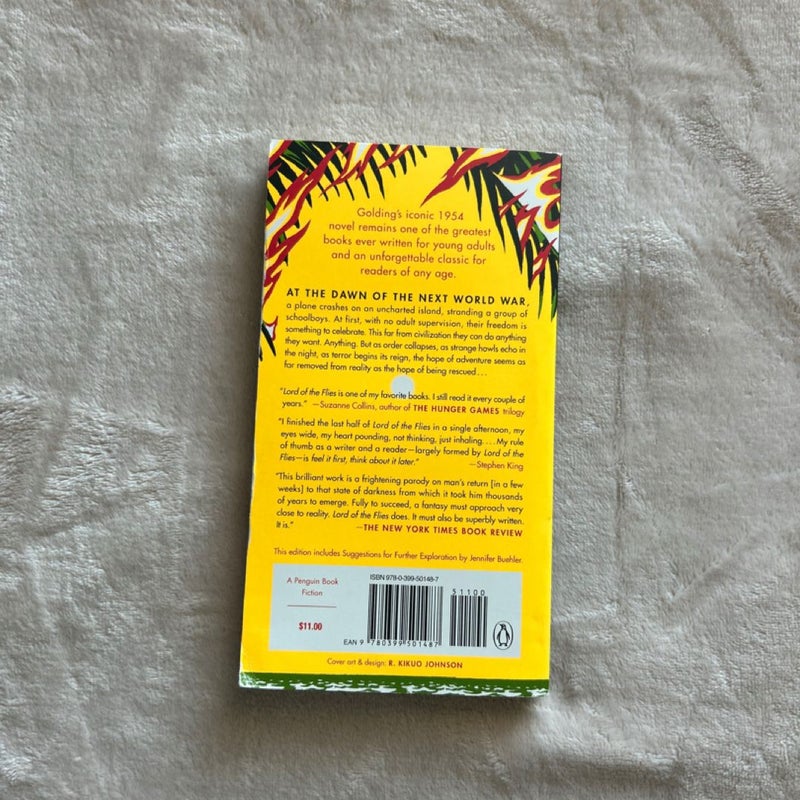 Golding's iconic 1954
novel remains one of the greatest
books ever written for young adults
and an unforgettable classic for
readers of any age.
AT THE DAWN OF THE NEXT WORLD WAR,
a plane crashes on an uncharted island, stranding a group of
schoolboys. At first, with no adult supervision, their freedom is
something to celebrate. This far from civilization they can do anything
they want. Anything. But as order collapses, as strange howls echo in
the night, as terror begins its reign, the hope of adventure seems as
far removed from reality as the hope of being rescued...
"Lord of the Flies is one of my favorite books. I still read it every couple of
years." —Suzanne Collins, author of THE HUNGER GAMES trilogy
"I finished the last half of Lord of the Flies in a single afternoon, my
eyes wide, my heart pounding, not thinking, just inhaling....My rule
of thumb as a writer and a reader—largely formed by Lord of the
Flies—is feel it first, think about it later." —Stephen King
"This brilliant work is a frightening parody on man's return [in a few
weeks] to that state of darkness from which it took him thousands
of years to emerge. Fully to succeed, a fantasy must approach very
close to reality. Lord of the Flies does. It must also be superbly written.
It is." —THE NEW YORK TIMES BOOK REVIEW
This edition includes Suggestions for Further Exploration by Jennifer Buehler.
A Penguin Book
Fiction
$11.00
ISBN 978-0-399-50148-7
51100
EAN 9 780399 501487
Cover art & design: R. KIKUO JOHNSON